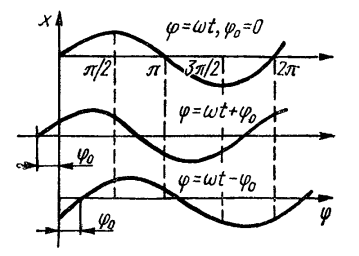 x
φ=ωt, φ₀=0
π/2 π 3π/2 2π
φ=ωt+φ₀
φ₀
φ=ωt-φ₀
φ₀ φ